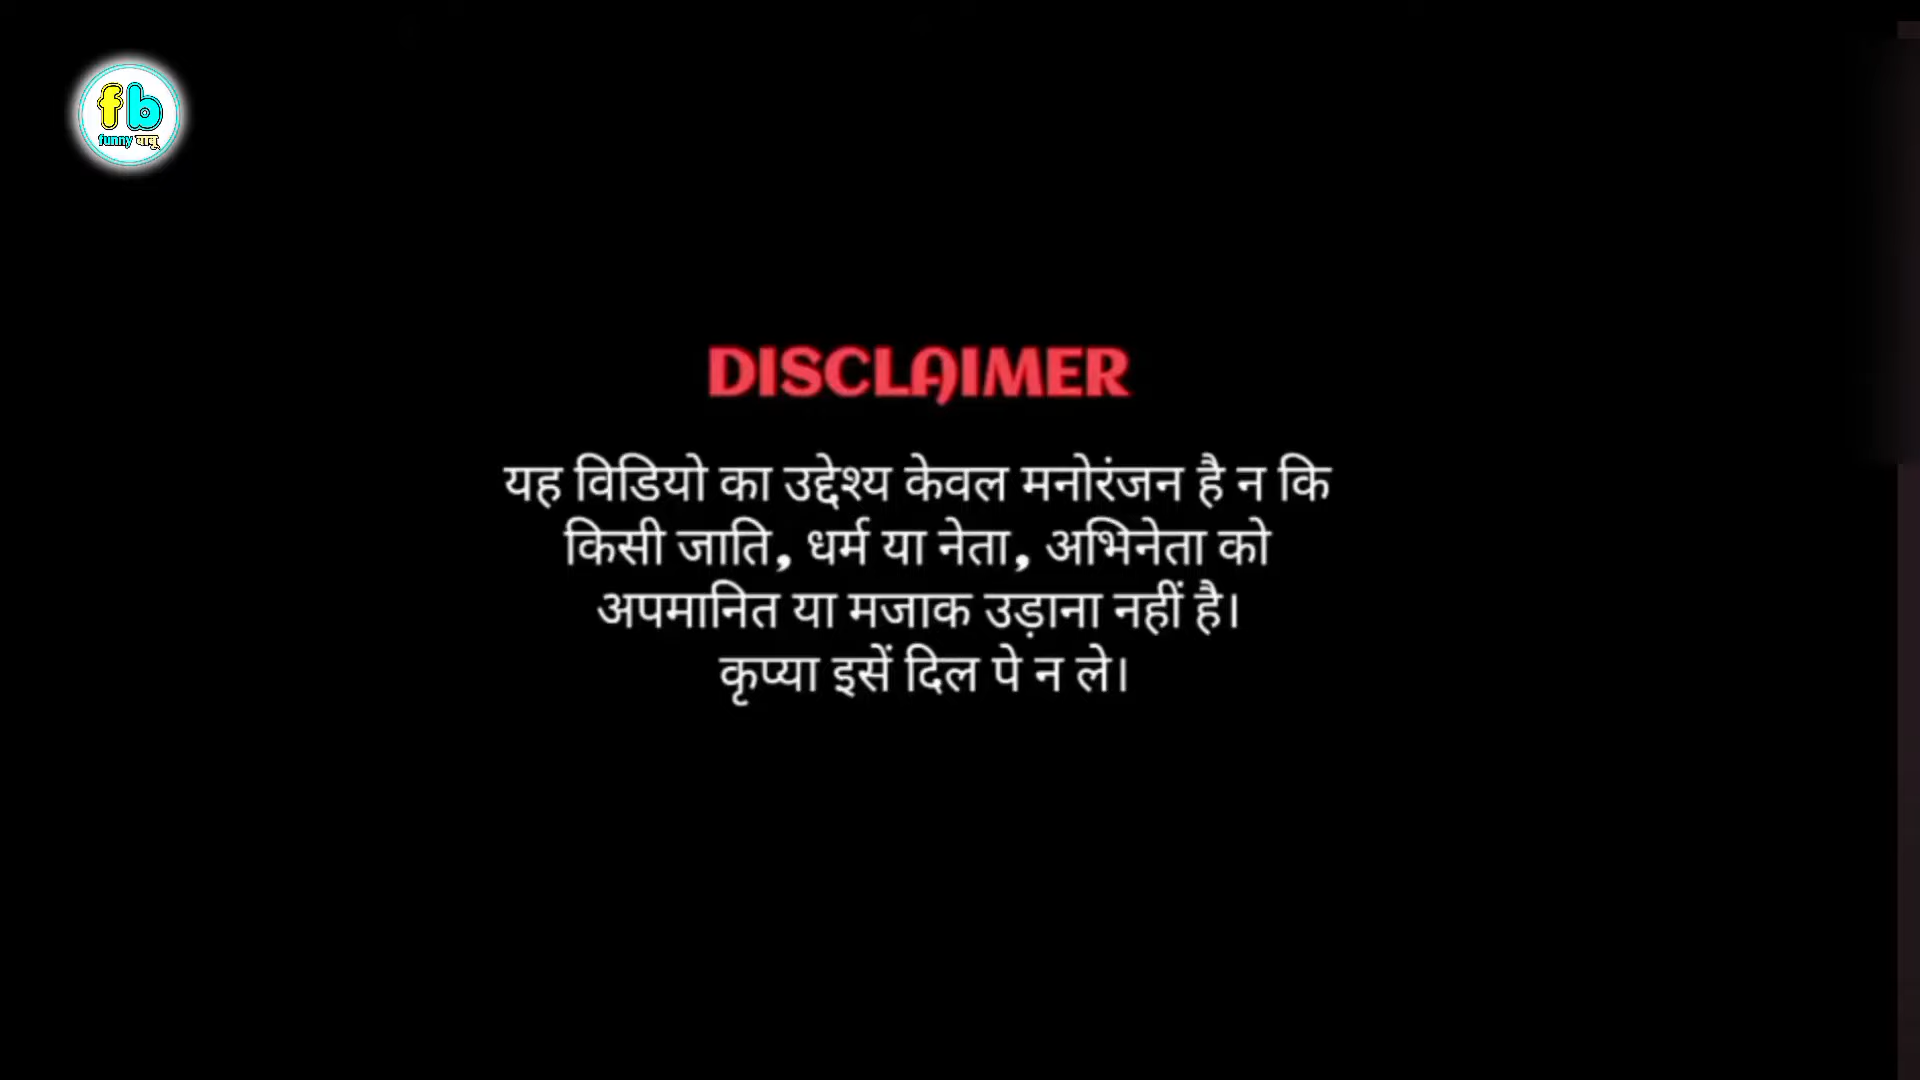 fb
funny बाबू
DISCLAIMER
यह विडियो का उद्देश्य केवल मनोरंजन है न कि
किसी जाति, धर्म या नेता, अभिनेता को
अपमानित या मजाक उड़ाना नहीं है।
कृप्या इसें दिल पे न ले।